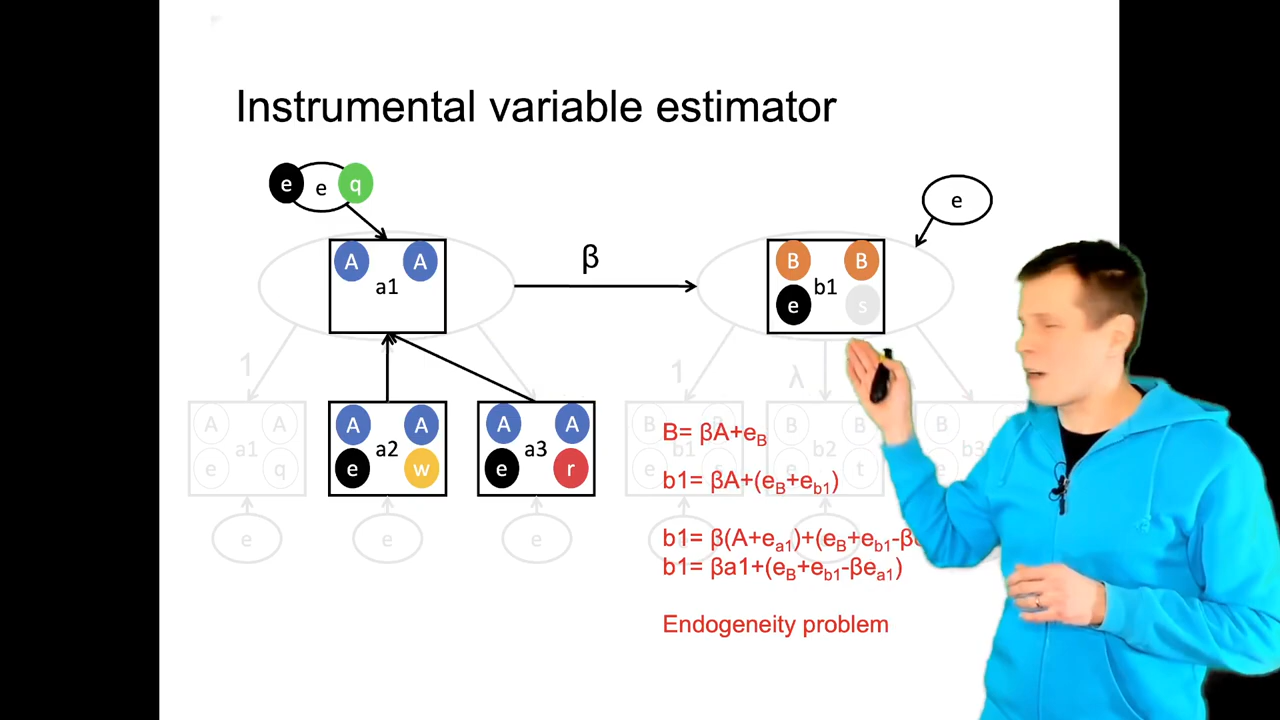 Instrumental variable estimator
e e q
e
β
A A
a1
B B
b1
e s
1
1
λ
A A
a1
e q
A A
a2
e w
A A
a3
e r
B
b1
e
B B
b2
t
B
b3
e e e
B= βA+e_B
b1= βA+(e_B+e_b1)
b1= β(A+e_a1)+(e_B+e_b1-β
b1= βa1+(e_B+e_b1-βe_a1)
Endogeneity problem